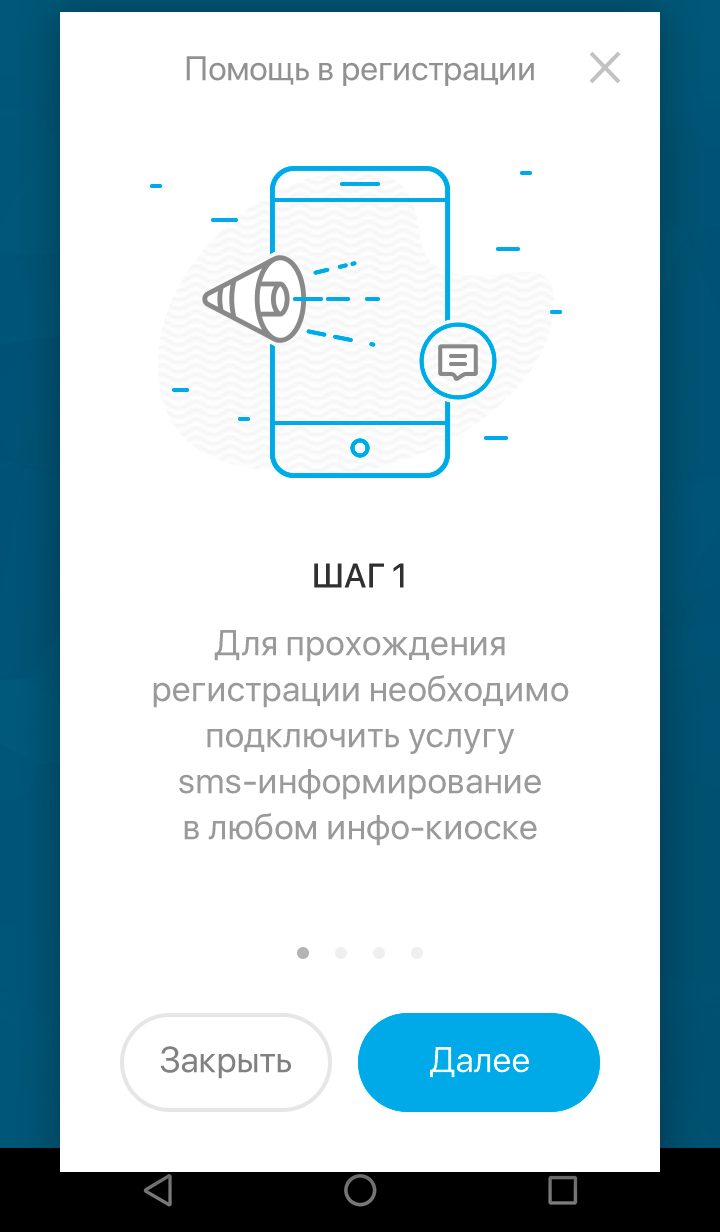 Помощь в регистрации
ШАГ 1
Для прохождения
регистрации необходимо
подключить услугу
sms-информирование
в любом инфо-киоске
Закрыть
Далее